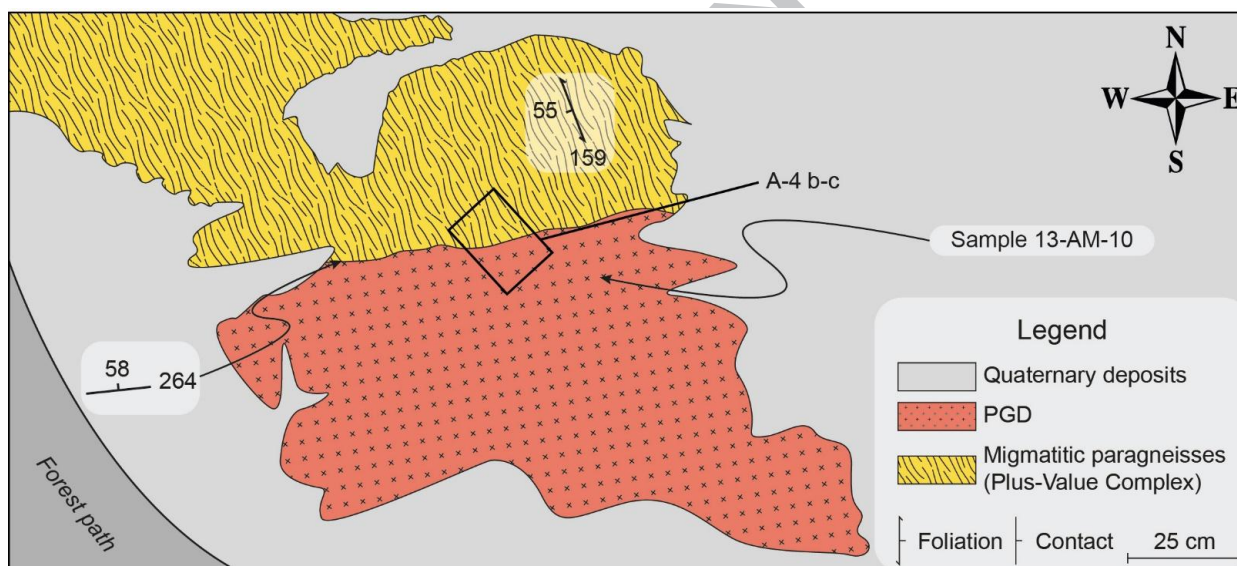 N
W E
S
55
159
A-4 b-c
Sample 13-AM-10
58
264
Forest path
Legend
Quaternary deposits
PGD
Migmatitic paragneisses
(Plus-Value Complex)
Foliation
Contact
25 cm